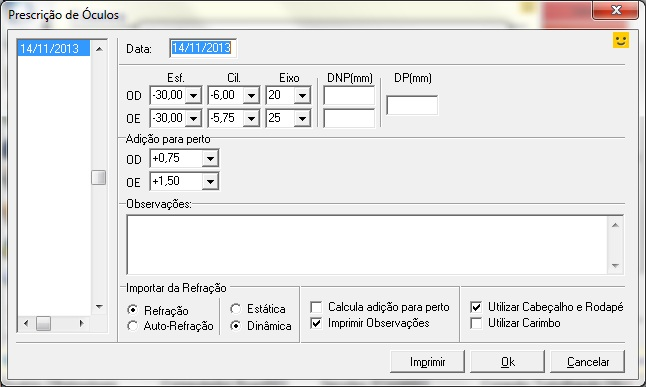 Prescrição de Óculos
14/11/2013
Data: 14/11/2013
Esf. Cil. Eixo DNP(mm) DP(mm)
OD -30,00 -6,00 20
OE -30,00 -5,75 25
Adição para perto
OD +0,75
OE +1,50
Observações:
Importar da Refração
Refração Estática Calcula adição para perto Utilizar Cabeçalho e Rodapé
Auto-Refração Dinâmica Imprimir Observações Utilizar Carimbo
Imprimir Ok Cancelar